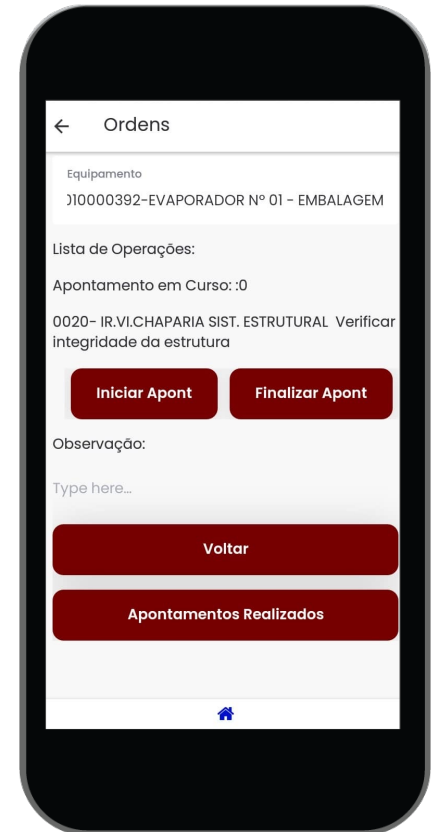 Ordens
Equipamento
010000392-EVAPORADOR Nº 01 - EMBALAGEM
Lista de Operações:
Apontamento em Curso: :0
0020- IR.VI.CHAPARIA SIST. ESTRUTURAL Verificar
integridade da estrutura
Iniciar Apont Finalizar Apont
Observação:
Type here...
Voltar
Apontamentos Realizados